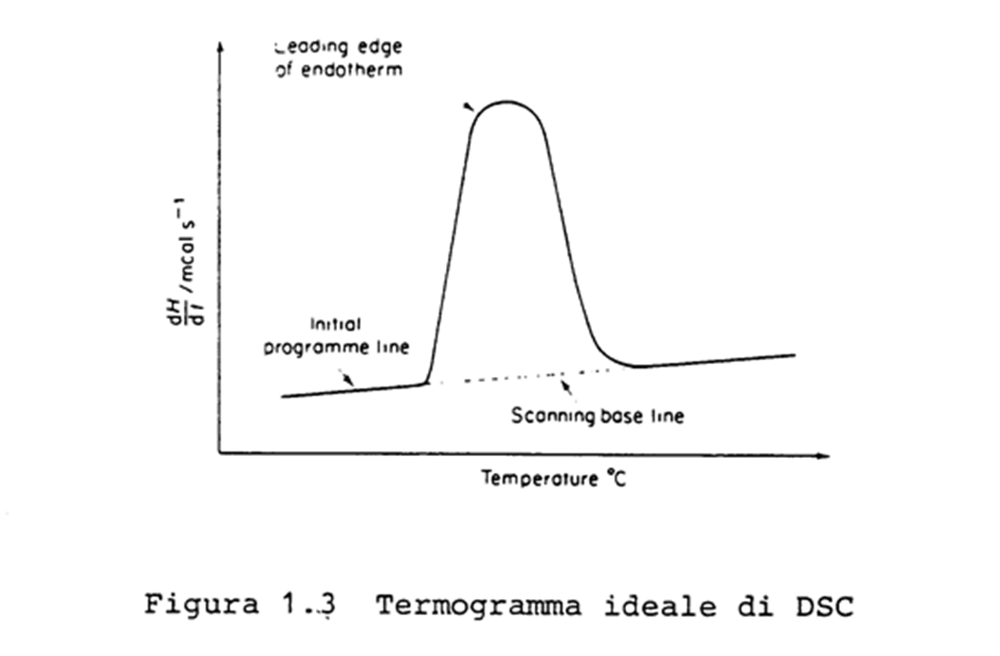 Leading edge
of endotherm
dH
dT /mcal s⁻¹
Initial
programme line
Scanning base line
Temperature °C
Figura 1.3 Termogramma ideale di DSC